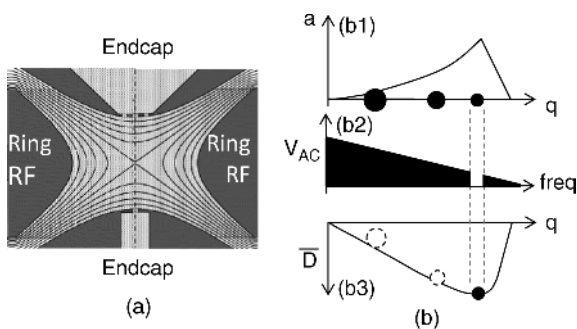 Endcap
Ring
RF
Ring
RF
Endcap
(a)
a
(b1)
q
(b2)
V_AC
freq
q
D̅
(b3)
(b)